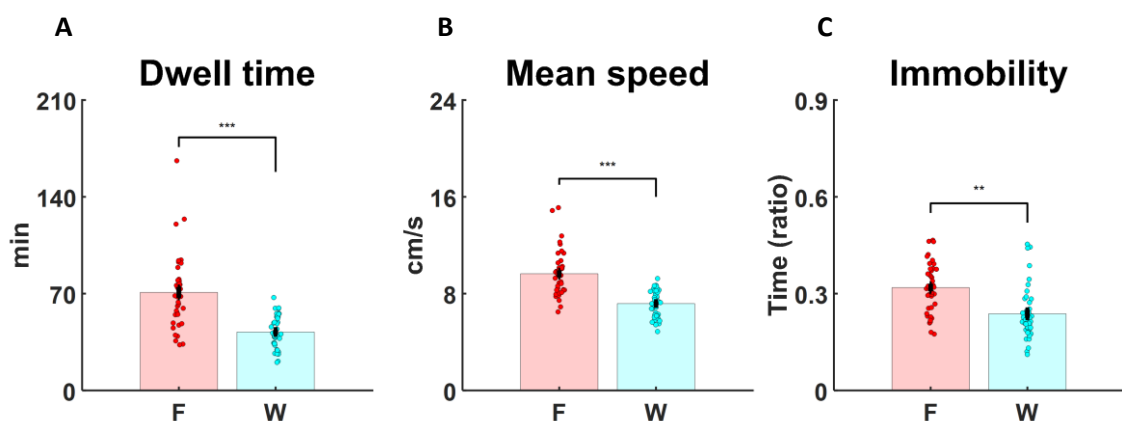 A
B
C
Dwell time
Mean speed
Immobility
210
140
70
0
min
***
F
W
24
16
8
0
cm/s
***
F
W
0.9
0.6
0.3
0
Time (ratio)
**
F
W